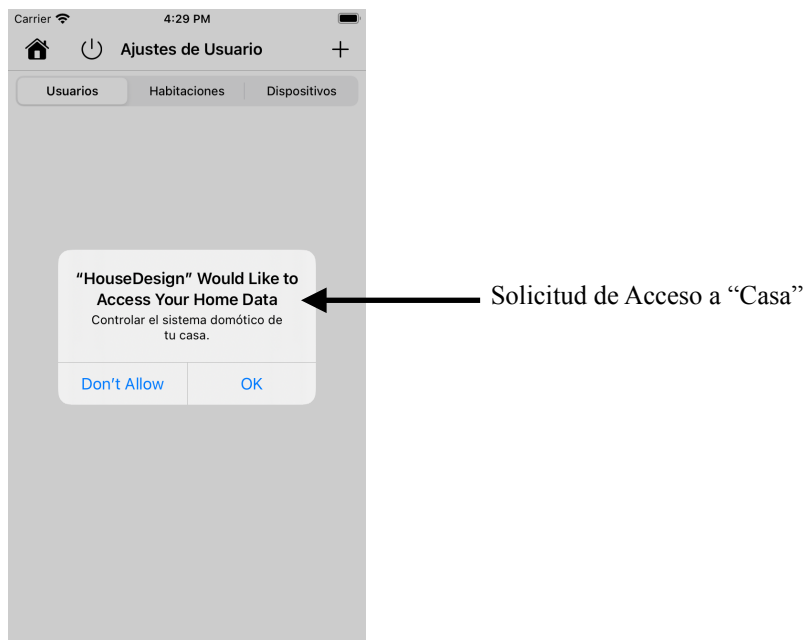 Carrier 4:29 PM
Ajustes de Usuario +
Usuarios Habitaciones Dispositivos
“HouseDesign” Would Like to
Access Your Home Data
Controlar el sistema domótico de
tu casa.
Don’t Allow OK
Solicitud de Acceso a “Casa”